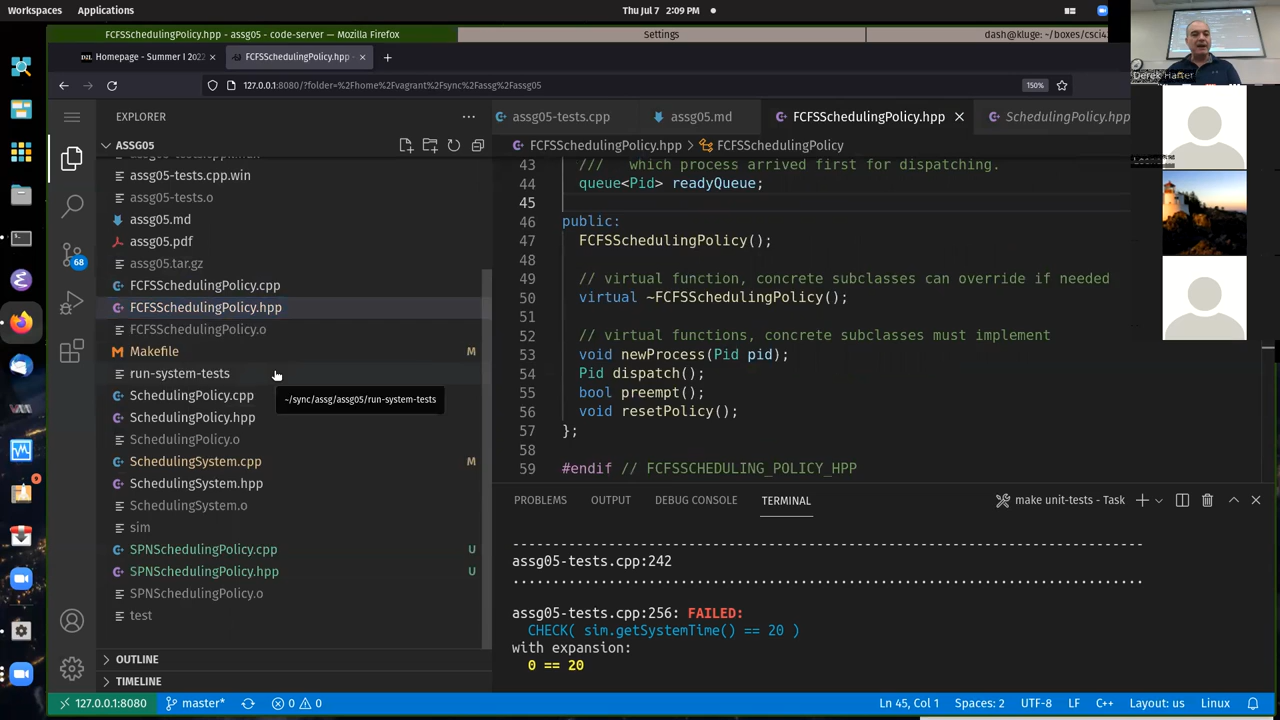 Workspaces
Applications
Thu Jul 7 2:09 PM
FCFSSchedulingPolicy.hpp - assg05 - code-server — Mozilla Firefox
Settings
dash@kluge: ~/boxes/csci4
Homepage - Summer I 2022
FCFSSchedulingPolicy.hpp
127.0.0.1:8080/?folder=%2Fhome%2Fvagrant%2Fsync%2Fassg%2Fassg05
150%
Derek Harter
EXPLORER
assg05-tests.cpp
assg05.md
FCFSSchedulingPolicy.hpp
SchedulingPolicy.hpp
ASSG05
FCFSSchedulingPolicy.hpp > FCFSSchedulingPolicy
assg05-tests.cpp.win
assg05-tests.o
assg05.md
assg05.pdf
assg05.tar.gz
FCFSSchedulingPolicy.cpp
FCFSSchedulingPolicy.hpp
FCFSSchedulingPolicy.o
Makefile M
run-system-tests
~/sync/assg/assg05/run-system-tests
SchedulingPolicy.cpp
SchedulingPolicy.hpp
SchedulingPolicy.o
SchedulingSystem.cpp M
SchedulingSystem.hpp
SchedulingSystem.o
sim
SPNSchedulingPolicy.cpp U
SPNSchedulingPolicy.hpp U
SPNSchedulingPolicy.o
test
OUTLINE
TIMELINE
68
9
43 /// which process arrived first for dispatching.
44 queue<Pid> readyQueue;
45
46 public:
47 FCFSSchedulingPolicy();
48
49 // virtual function, concrete subclasses can override if needed
50 virtual ~FCFSSchedulingPolicy();
51
52 // virtual functions, concrete subclasses must implement
53 void newProcess(Pid pid);
54 Pid dispatch();
55 bool preempt();
56 void resetPolicy();
57 };
58
59 #endif // FCFSSCHEDULING_POLICY_HPP
PROBLEMS
OUTPUT
DEBUG CONSOLE
TERMINAL
make unit-tests - Task
-------------------------------------------------------------------------------
assg05-tests.cpp:242
...............................................................................
assg05-tests.cpp:256: FAILED:
CHECK( sim.getSystemTime() == 20 )
with expansion:
0 == 20
127.0.0.1:8080
master*
0
0
Ln 45, Col 1
Spaces: 2
UTF-8
LF
C++
Layout: us
Linux